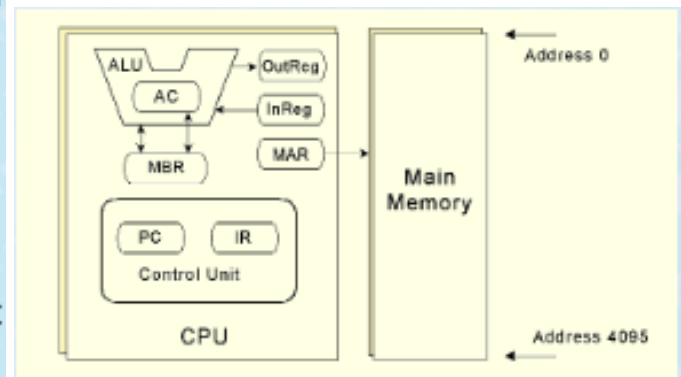 ALU
OutReg
AC
InReg
MBR
MAR
PC
IR
Control Unit
CPU
Main
Memory
Address 0
Address 4095